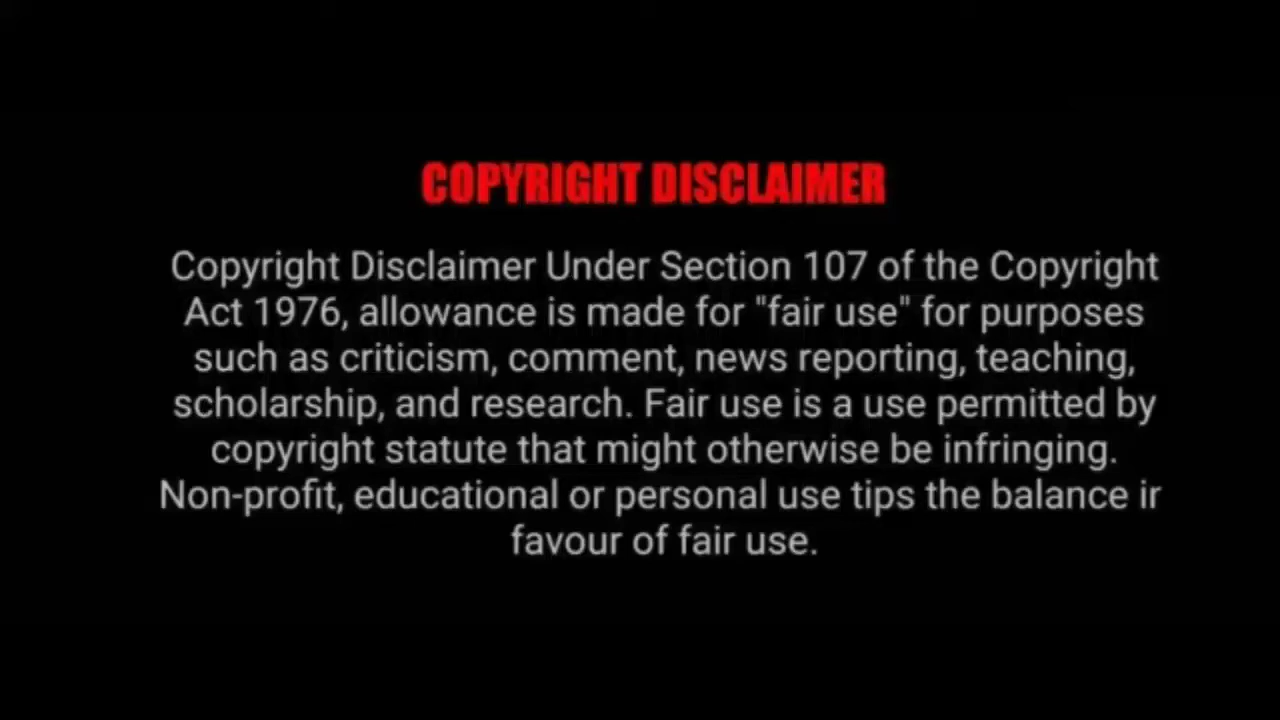 COPYRIGHT DISCLAIMER
Copyright Disclaimer Under Section 107 of the Copyright
Act 1976, allowance is made for "fair use" for purposes
such as criticism, comment, news reporting, teaching,
scholarship, and research. Fair use is a use permitted by
copyright statute that might otherwise be infringing.
Non-profit, educational or personal use tips the balance ir
favour of fair use.